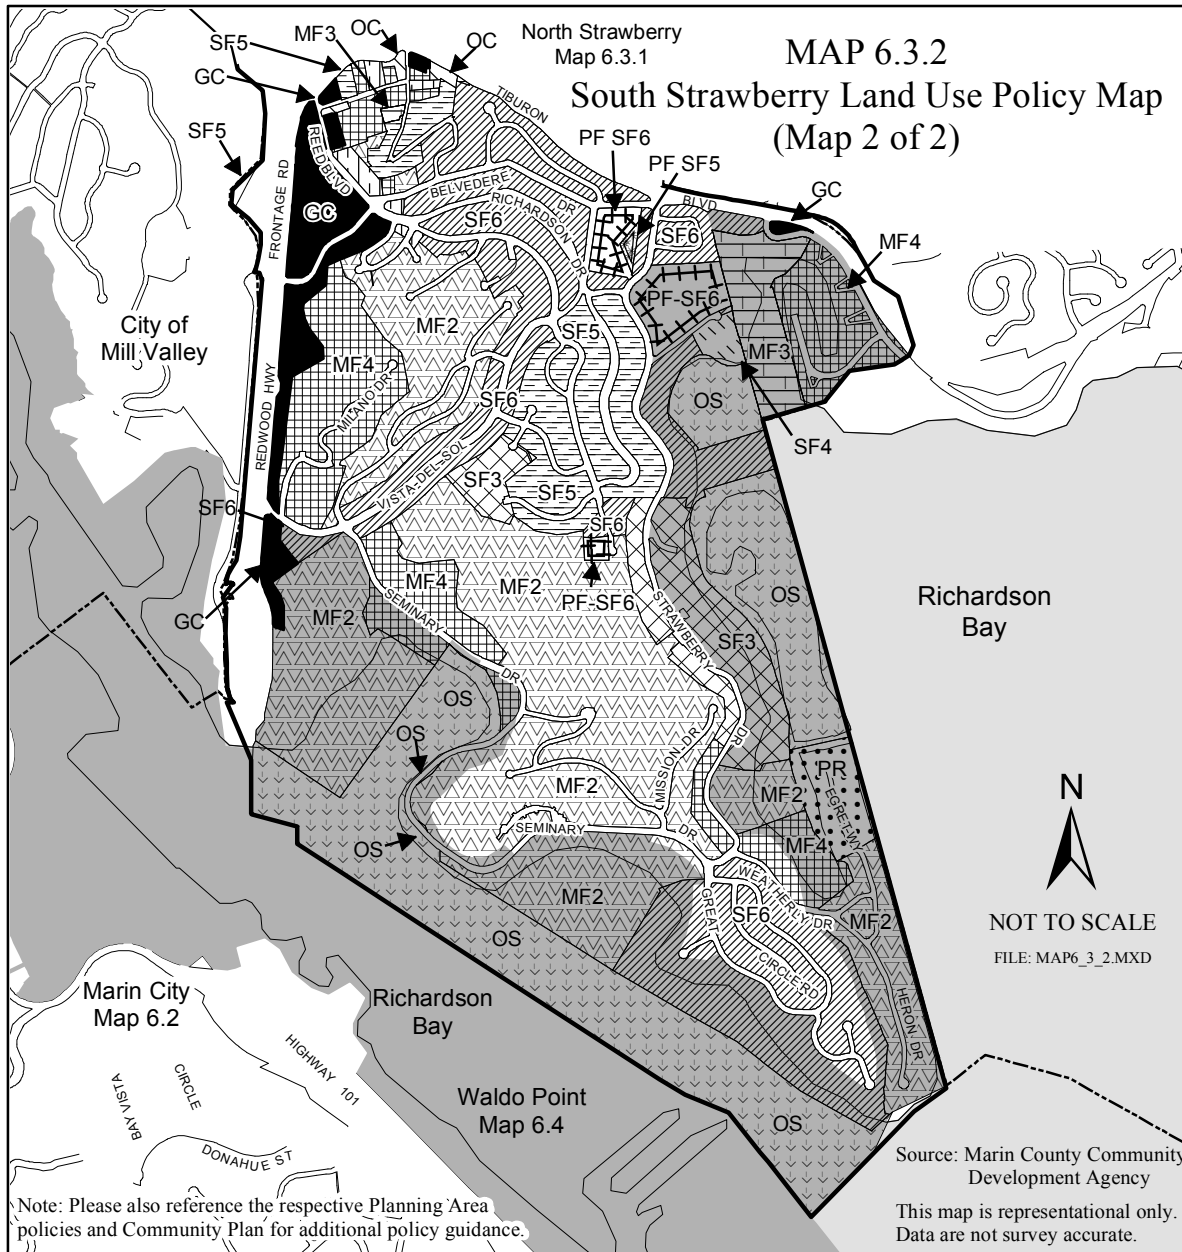 MAP 6.3.2
South Strawberry Land Use Policy Map
(Map 2 of 2)
North Strawberry
Map 6.3.1
SF5
MF3
OC
OC
GC
SF5
TIBURON
BLVD
PF SF6
PF SF5
GC
MF4
REED BLVD
FRONTAGE RD
GC
BELVEDERE DR
RICHARDSON DR
SF6
SF6
PF-SF6
MF3
SF4
City of
Mill Valley
MF2
MF4
MILANO DR
SF5
SF6
OS
REDWOOD HWY
VISTA-DEL-SOL
SF3
SF5
SF6
SF6
PF-SF6
GC
MF2
MF4
MF2
SEMINARY DR
STRAWBERRY DR
SF3
OS
Richardson
Bay
OS
OS
OS
MISSION DR
MF2
SEMINARY DR
MF2
PR
EGRET-WY
MF4
MF2
WEATHERLY DR
MF2
SF6
GREAT CIRCLE RD
HERON DR
OS
OS
N
NOT TO SCALE
FILE: MAP6_3_2.MXD
Marin City
Map 6.2
Richardson
Bay
HIGHWAY 101
BAY VISTA
CIRCLE
DONAHUE ST
Waldo Point
Map 6.4
Source: Marin County Community
Development Agency
This map is representational only.
Data are not survey accurate.
Note: Please also reference the respective Planning Area
policies and Community Plan for additional policy guidance.